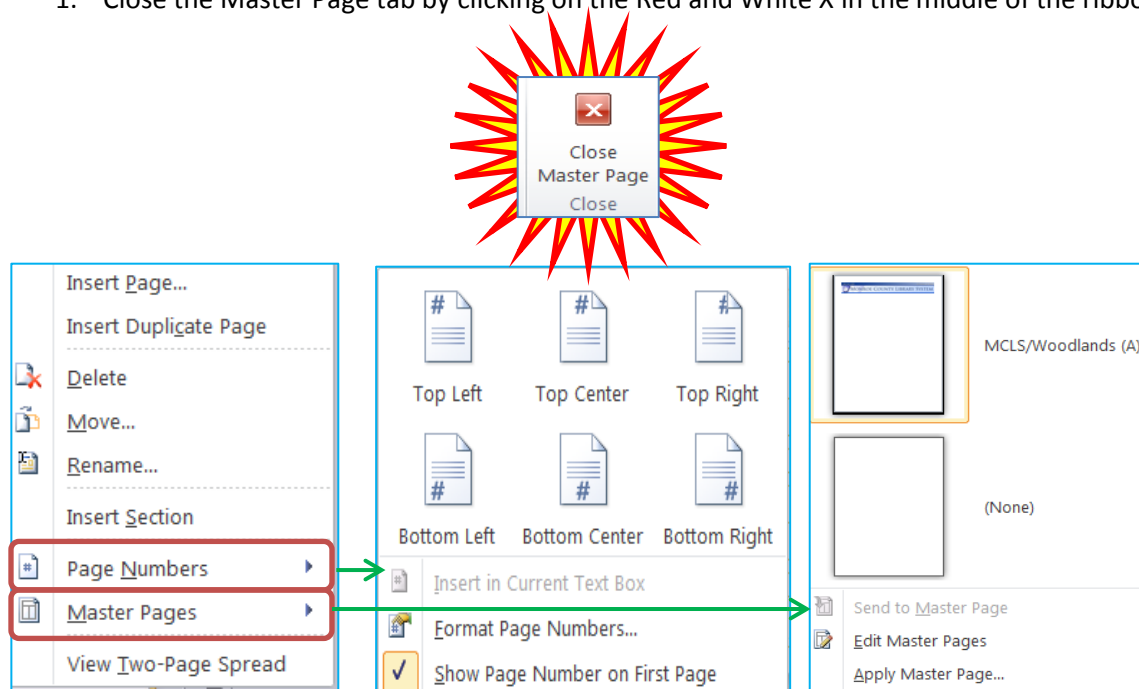 1. Close the Master Page tab by clicking on the Red and White X in the middle of the ribbo
Close
Master Page
Close
Insert Page...
Insert Duplicate Page
Delete
Move...
Rename...
Insert Section
Page Numbers
Master Pages
View Two-Page Spread
#
#
#
Top Left Top Center Top Right
#
#
#
Bottom Left Bottom Center Bottom Right
Insert in Current Text Box
Format Page Numbers...
Show Page Number on First Page
MCLS/Woodlands (A)
(None)
Send to Master Page
Edit Master Pages
Apply Master Page...